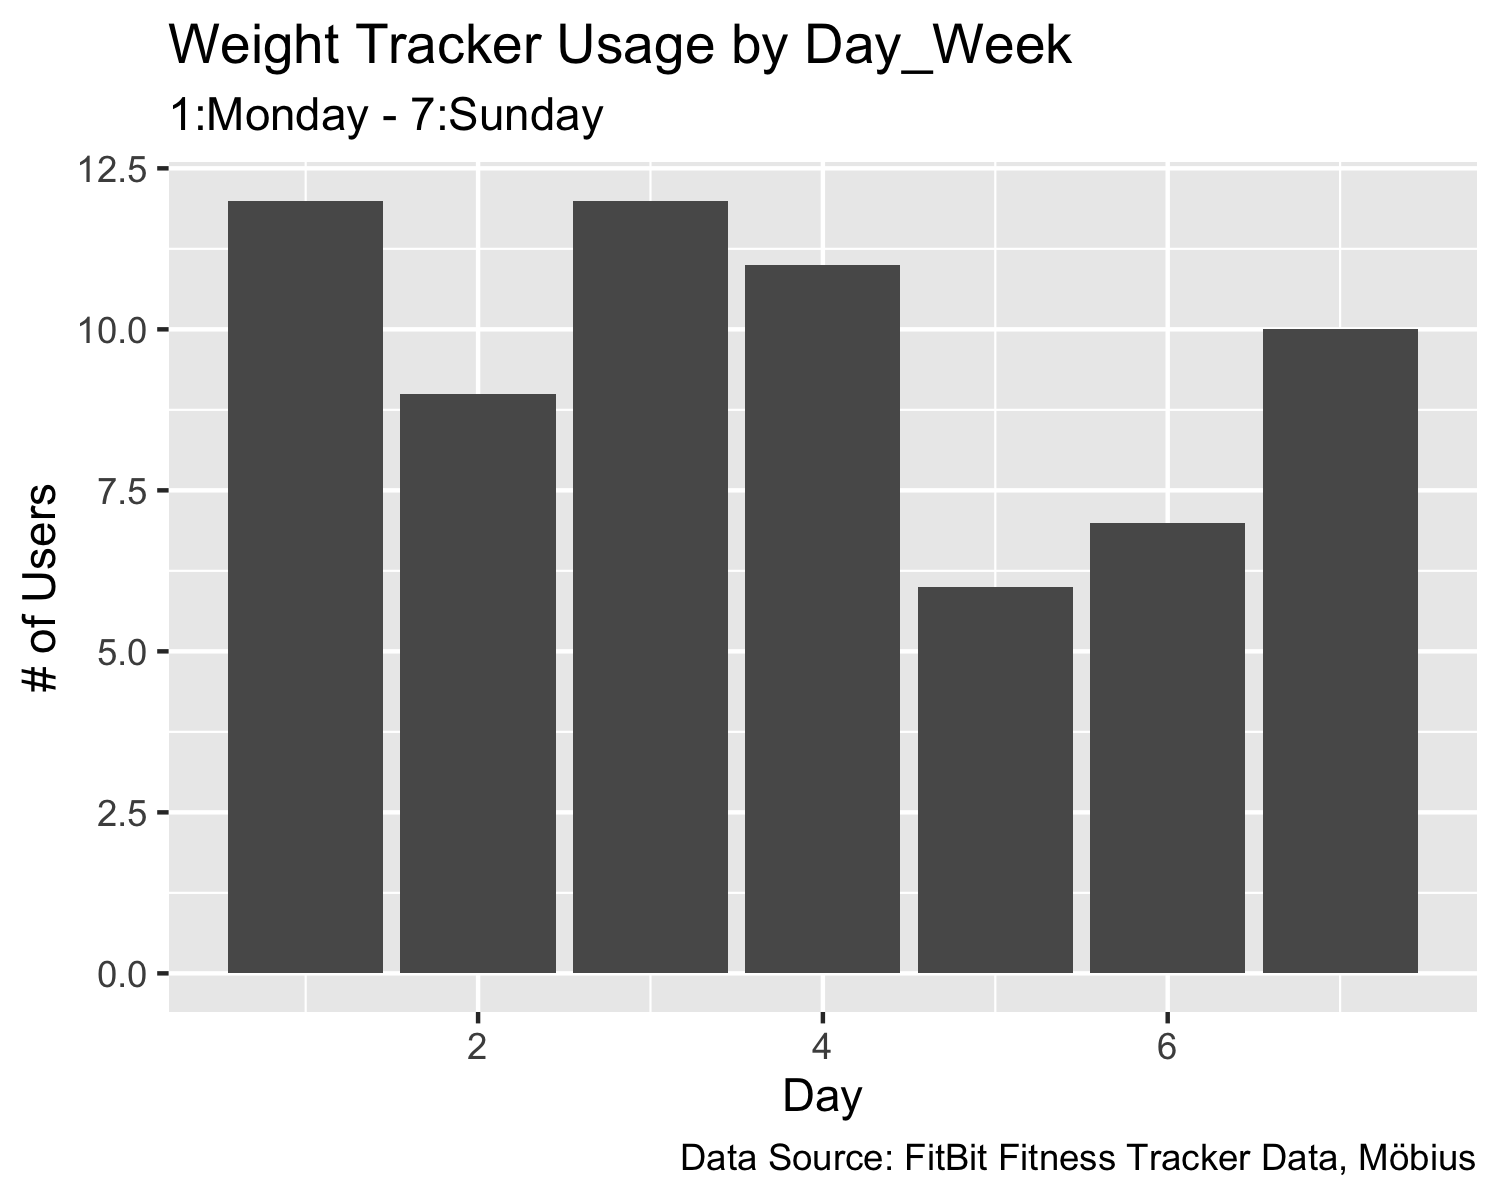 Weight Tracker Usage by Day_Week
1:Monday - 7:Sunday
12.5
10.0
7.5
5.0
2.5
0.0
# of Users
2 4 6
Day
Data Source: FitBit Fitness Tracker Data, Möbius